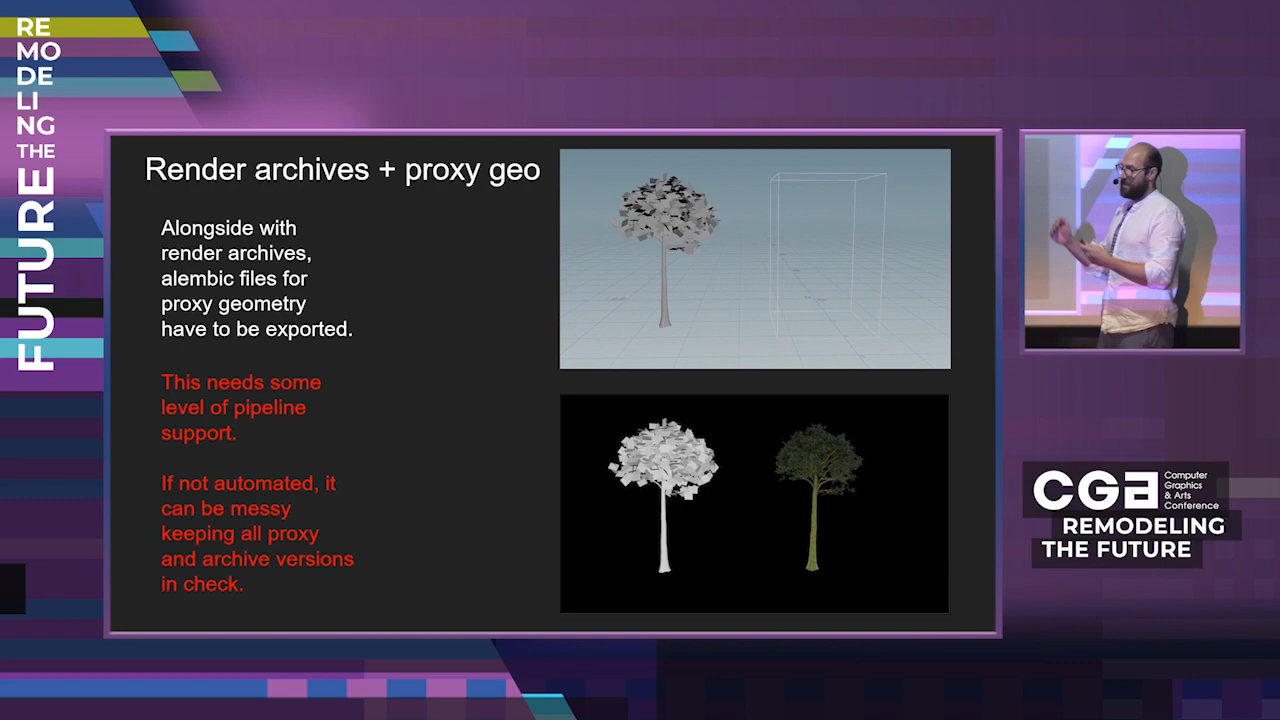 RE
MO
DE
LI
NG
THE
FUTURE
Render archives + proxy geo
Alongside with
render archives,
alembic files for
proxy geometry
have to be exported.
This needs some
level of pipeline
support.
If not automated, it
can be messy
keeping all proxy
and archive versions
in check.
CGA
Computer
Graphics
& Arts
Conference
REMODELING
THE FUTURE